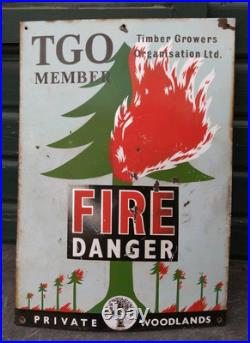 TGO
MEMBER
Timber Growers
Organisation Ltd.
FIRE
DANGER
PRIVATE WOODLANDS